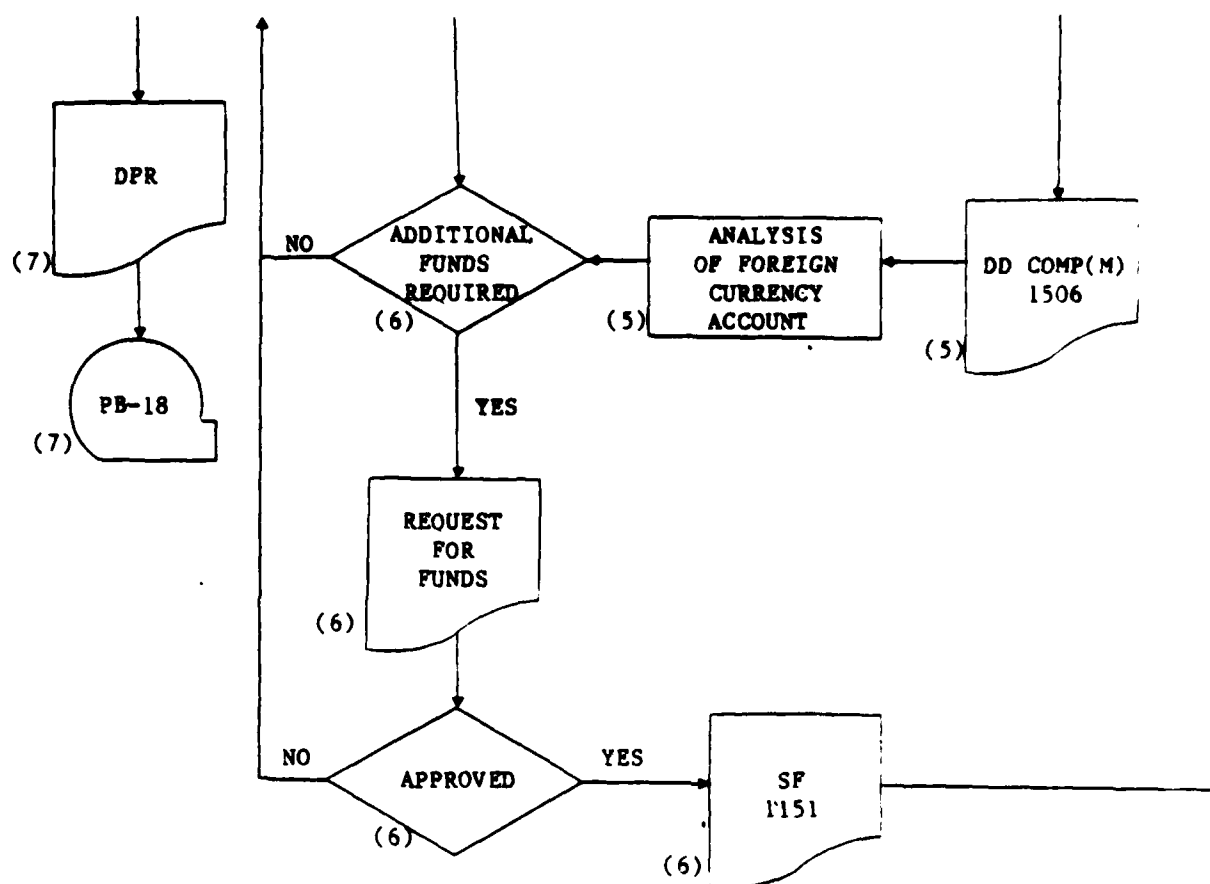 DPR
(7)
PB-18
(7)
NO
ADDITIONAL
FUNDS
REQUIRED
(6)
ANALYSIS
OF FOREIGN
CURRENCY
ACCOUNT
(5)
DD COMP(M)
1506
(5)
YES
REQUEST
FOR
FUNDS
(6)
NO
APPROVED
(6)
YES
SF
1151
(6)